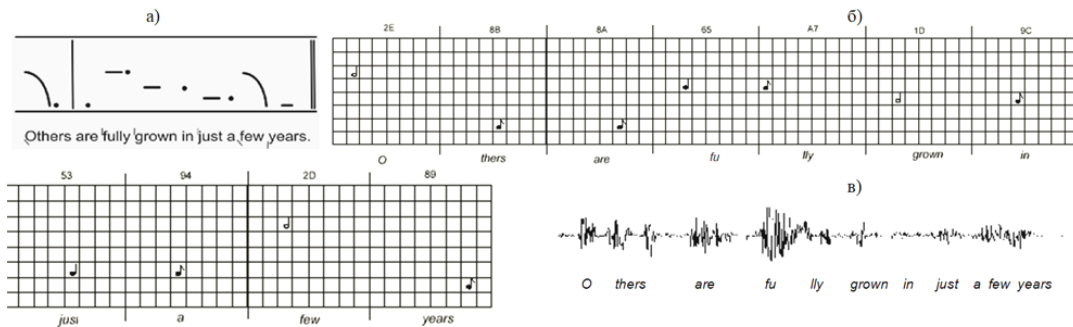 а)
Others are fully grown in just a few years.
б)
2E 8B 8A 65 A7 1D 9C
O thers are fu lly grown in
53 94 2D 89
jusi a few years
в)
O thers are fu lly grown in just a few years